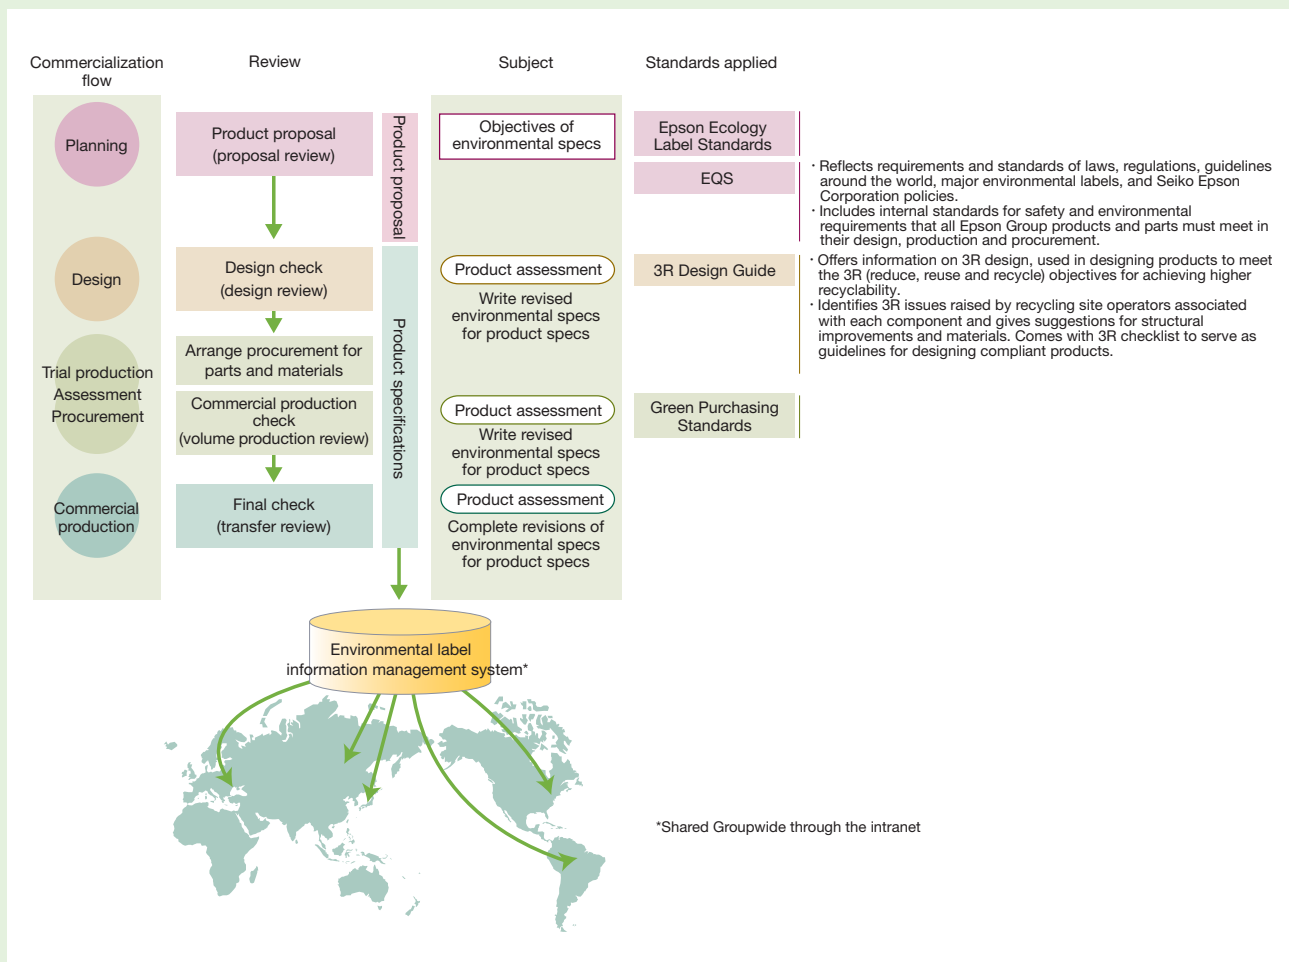 Commercialization
flow
Review
Subject
Standards applied
Planning
Product proposal
(proposal review)
Product proposal
Objectives of
environmental specs
Epson Ecology
Label Standards
EQS
· Reflects requirements and standards of laws, regulations, guidelines
around the world, major environmental labels, and Seiko Epson
Corporation policies.
· Includes internal standards for safety and environmental
requirements that all Epson Group products and parts must meet in
their design, production and procurement.
Design
Design check
(design review)
Product specifications
Product assessment
Write revised
environmental specs
for product specs
3R Design Guide
· Offers information on 3R design, used in designing products to meet
the 3R (reduce, reuse and recycle) objectives for achieving higher
recyclability.
· Identifies 3R issues raised by recycling site operators associated
with each component and gives suggestions for structural
improvements and materials. Comes with 3R checklist to serve as
guidelines for designing compliant products.
Trial production
Assessment
Procurement
Arrange procurement for
parts and materials
Commercial production
check
(volume production review)
Product assessment
Write revised
environmental specs
for product specs
Green Purchasing
Standards
Commercial
production
Final check
(transfer review)
Product assessment
Complete revisions of
environmental specs
for product specs
Environmental label
information management system*
*Shared Groupwide through the intranet